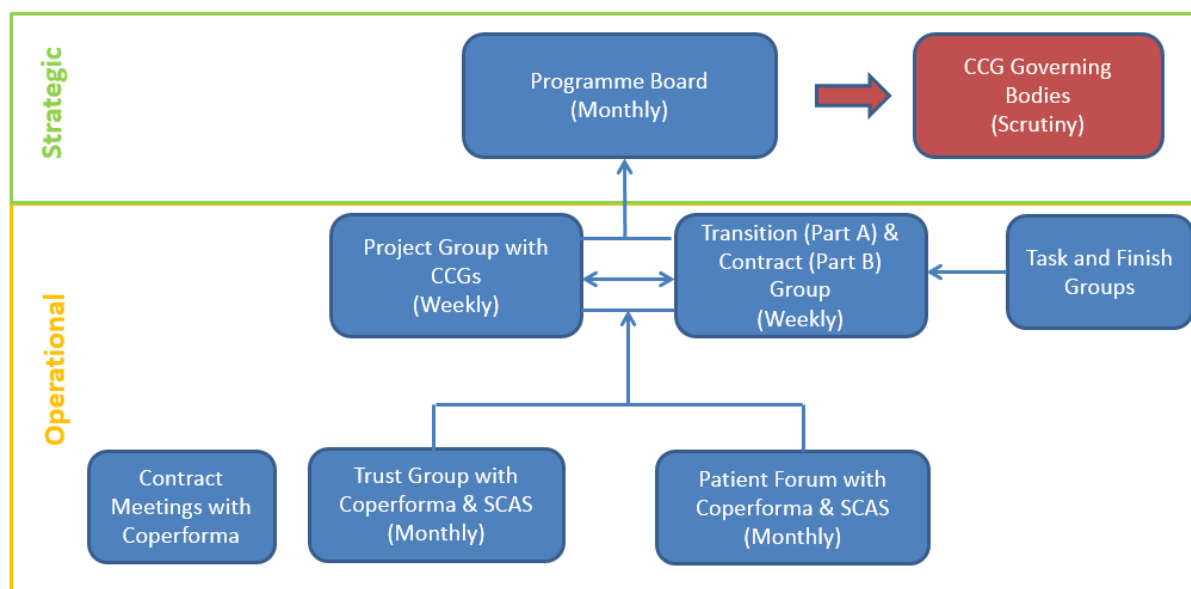 Strategic
Programme Board
(Monthly)
CCG Governing
Bodies
(Scrutiny)
Operational
Project Group with
CCGs
(Weekly)
Transition (Part A) &
Contract (Part B)
Group
(Weekly)
Task and Finish
Groups
Contract
Meetings with
Coperforma
Trust Group with
Coperforma & SCAS
(Monthly)
Patient Forum with
Coperforma & SCAS
(Monthly)